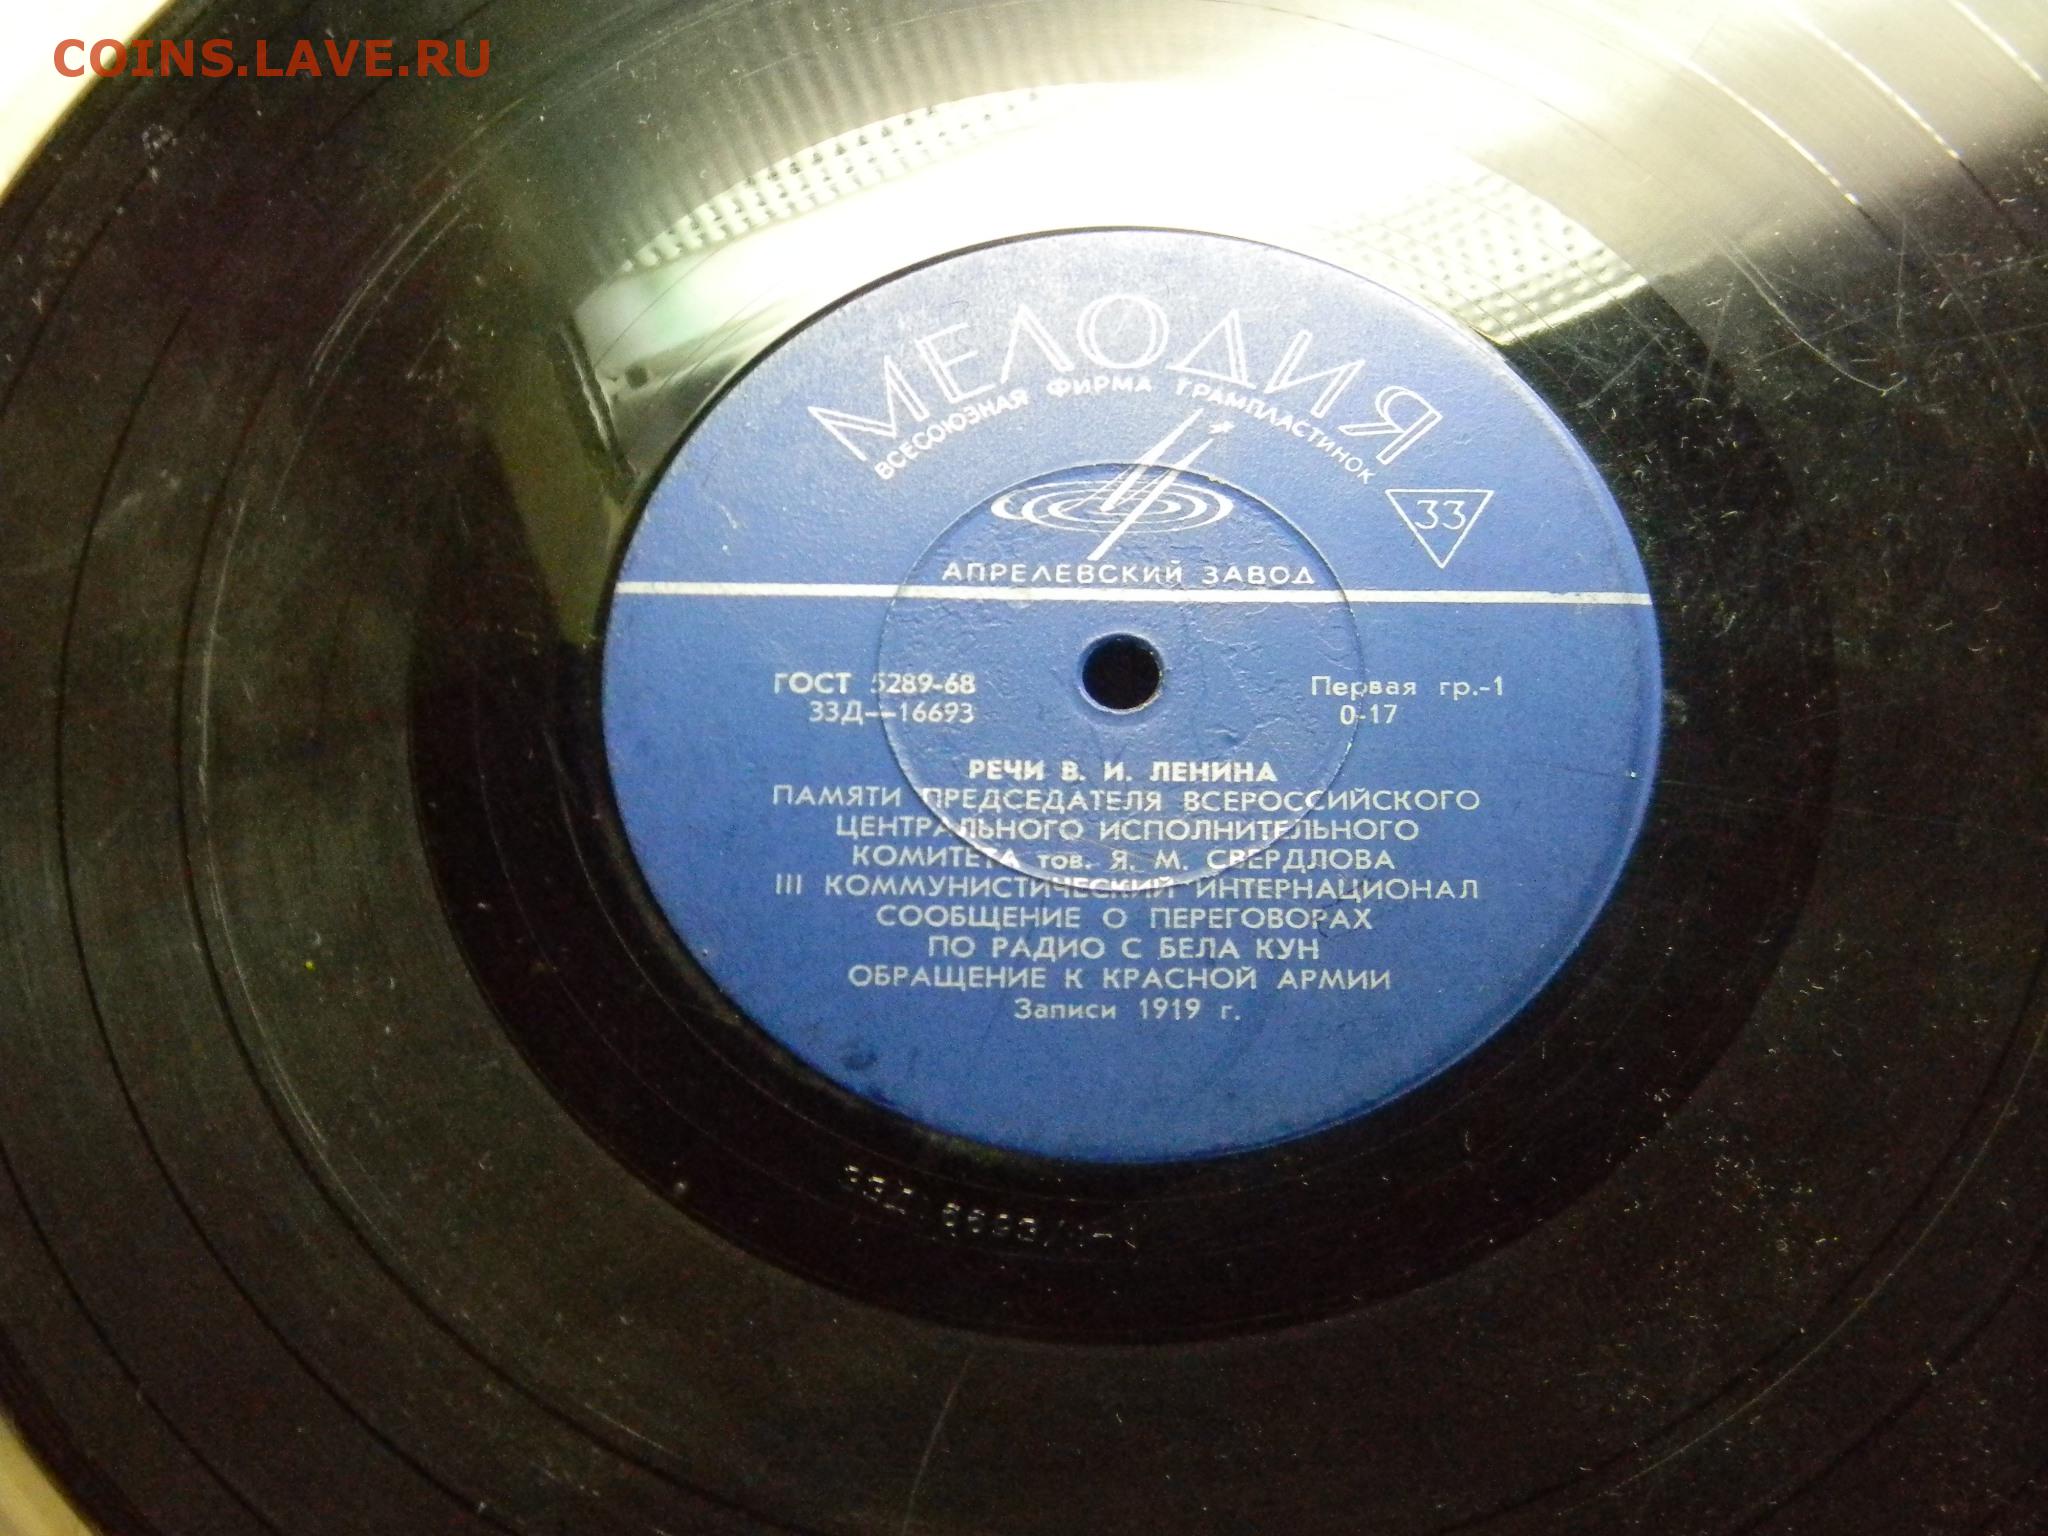 COINS.LAVE.RU
МЕЛОДИЯ
ВСЕСОЮЗНАЯ ФИРМА ГРАМПЛАСТИНОК
33
АПРЕЛЕВСКИЙ ЗАВОД
ГОСТ 5289-68
Первая гр.-1
33Д—16693
0-17
РЕЧИ В. И. ЛЕНИНА
ПАМЯТИ ПРЕДСЕДАТЕЛЯ ВСЕРОССИЙСКОГО
ЦЕНТРАЛЬНОГО ИСПОЛНИТЕЛЬНОГО
КОМИТЕТА тов. Я. М. СВЕРДЛОВА
III КОММУНИСТИЧЕСКИЙ ИНТЕРНАЦИОНАЛ
СООБЩЕНИЕ О ПЕРЕГОВОРАХ
ПО РАДИО С БЕЛА КУН
ОБРАЩЕНИЕ К КРАСНОЙ АРМИИ
Записи 1919 г.